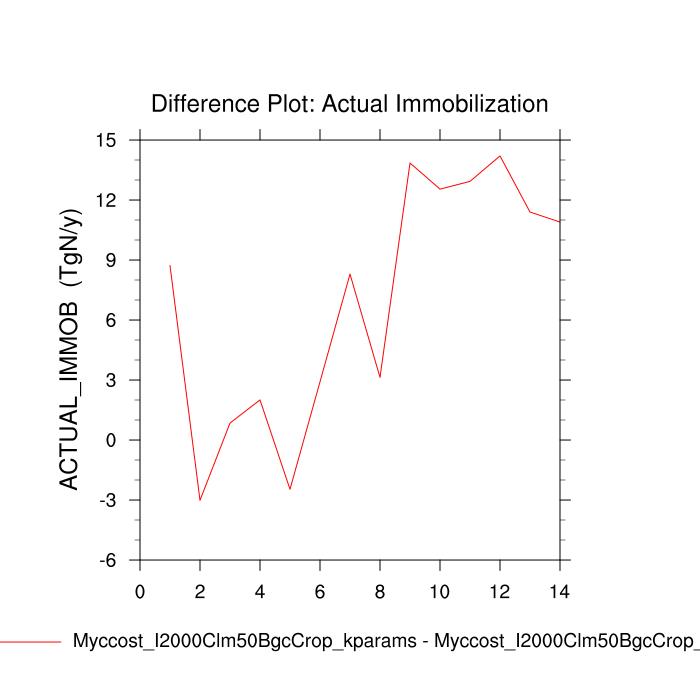 Difference Plot: Actual Immobilization
ACTUAL_IMMOB (TgN/y)
15
12
9
6
3
0
-3
-6
0 2 4 6 8 10 12 14
Myccost_I2000Clm50BgcCrop_kparams - Myccost_I2000Clm50BgcCrop_